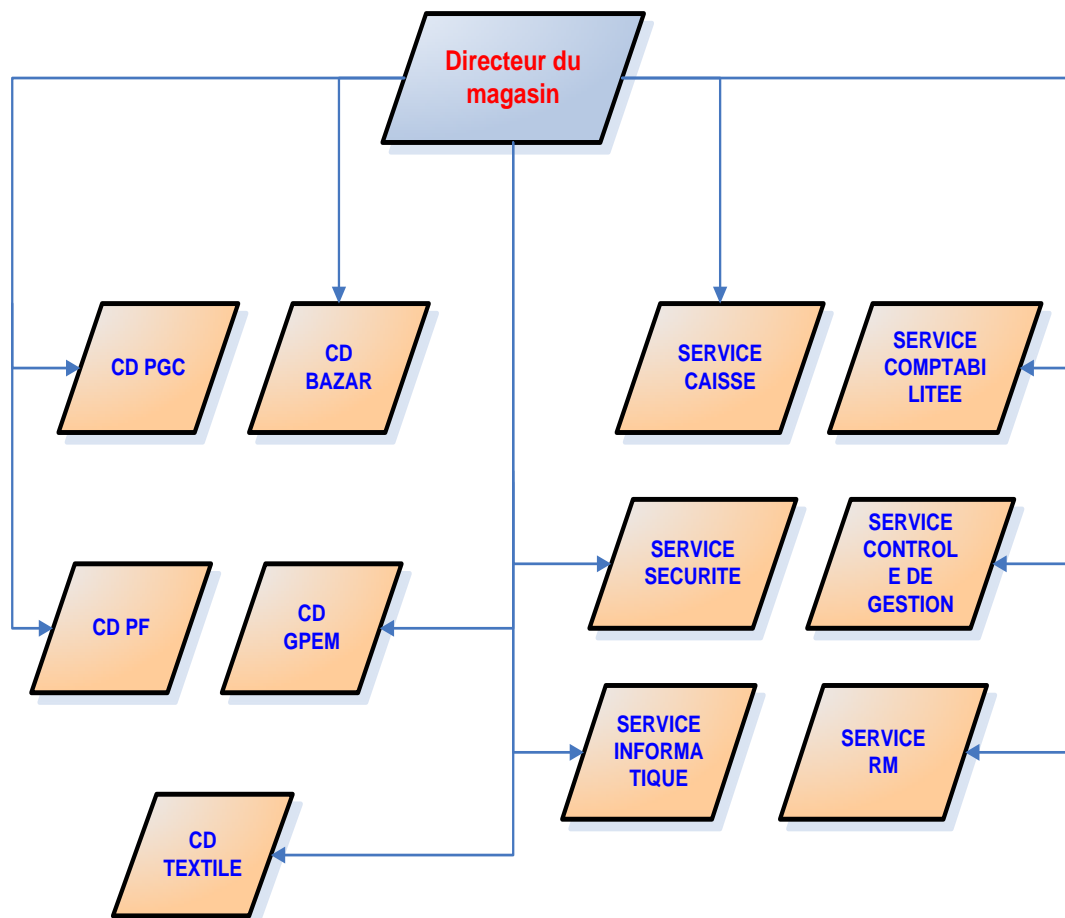 Directeur du
magasin
CD PGC
CD
BAZAR
SERVICE
CAISSE
SERVICE
COMPTABI
LITEE
CD PF
CD
GPEM
SERVICE
SECURITE
SERVICE
CONTROL
E DE
GESTION
SERVICE
INFORMA
TIQUE
SERVICE
RM
CD
TEXTILE